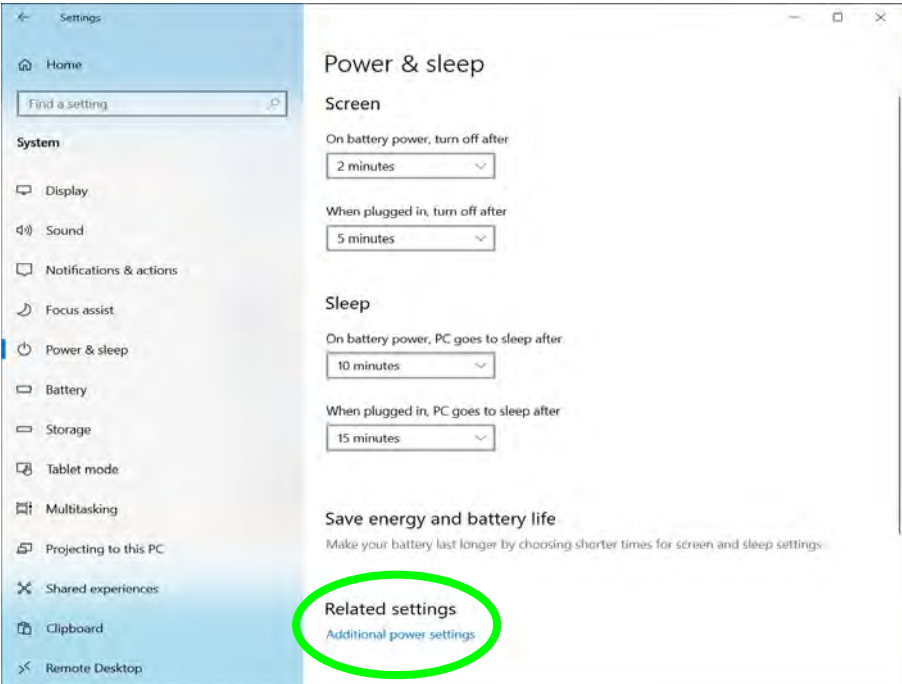 Settings
Home
Find a setting
System
Display
Sound
Notifications & actions
Focus assist
Power & sleep
Battery
Storage
Tablet mode
Multitasking
Projecting to this PC
Shared experiences
Clipboard
Remote Desktop
Power & sleep
Screen
On battery power, turn off after
2 minutes
When plugged in, turn off after
5 minutes
Sleep
On battery power, PC goes to sleep after
10 minutes
When plugged in, PC goes to sleep after
15 minutes
Save energy and battery life
Make your battery last longer by choosing shorter times for screen and sleep settings
Related settings
Additional power settings